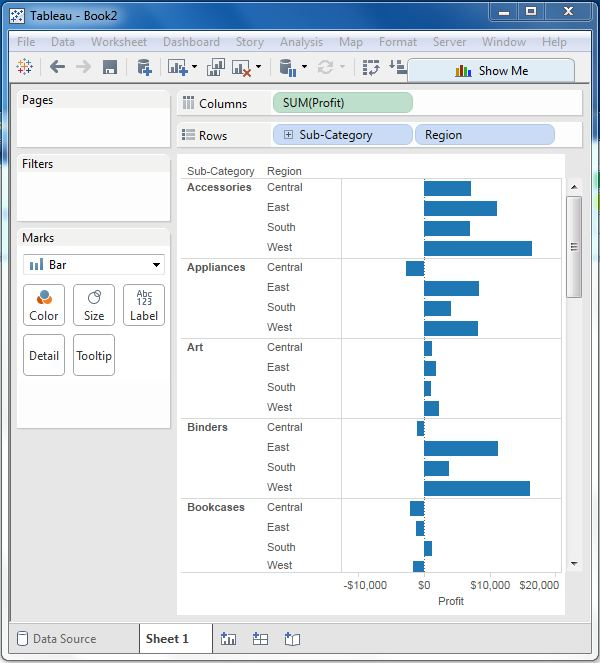 Tableau - Book2
File Data Worksheet Dashboard Story Analysis Map Format Server Window Help
Show Me
Pages
Columns SUM(Profit)
Rows Sub-Category Region
Filters
Marks
Bar
Color Size Abc 123 Label
Detail Tooltip
Sub-Category Region
Accessories Central
East
South
West
Appliances Central
East
South
West
Art Central
East
South
West
Binders Central
East
South
West
Bookcases Central
East
South
West
-$10,000 $0 $10,000 $20,000
Profit
Data Source Sheet 1